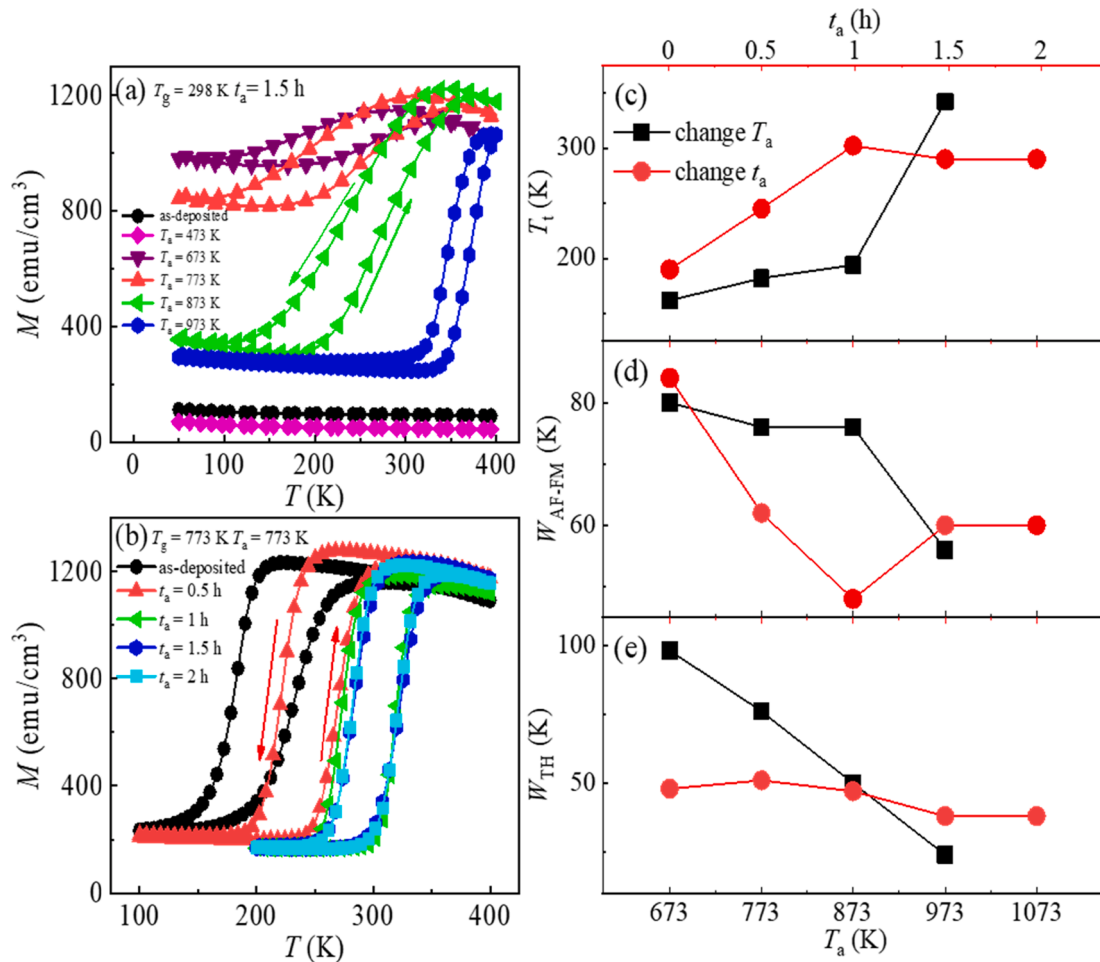 (a) Tg = 298 K ta = 1.5 h
M (emu/cm3)
1200
800
400
0
as-deposited
Ta = 473 K
Ta = 673 K
Ta = 773 K
Ta = 873 K
Ta = 973 K
0 100 200 300 400
T (K)
(b) Tg = 773 K Ta = 773 K
M (emu/cm3)
1200
800
400
0
as-deposited
ta = 0.5 h
ta = 1 h
ta = 1.5 h
ta = 2 h
100 200 300 400
T (K)
ta (h)
0 0.5 1 1.5 2
(c)
change Ta
change ta
Tt (K)
300
200
(d)
WAF-FM (K)
80
60
(e)
WTH (K)
100
50
673 773 873 973 1073
Ta (K)